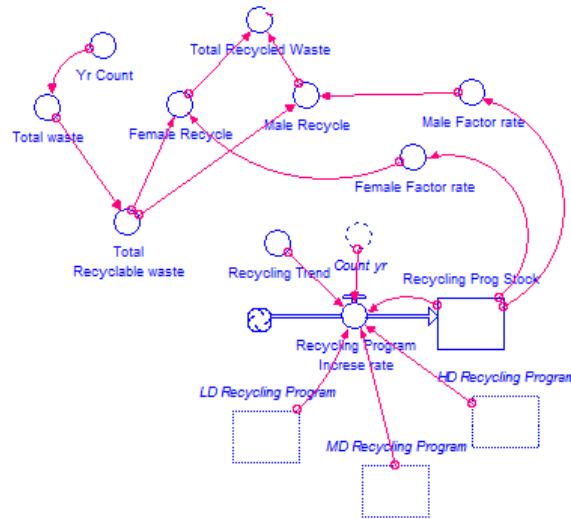 Total Recycled Waste
Yr Count
Total waste
Female Recycle
Male Recycle
Male Factor rate
Female Factor rate
Total
Recyclable waste
Recycling Trend
Count yr
Recycling Prog Stock
Recycling Program
Increse rate
LD Recycling Program
HD Recycling Program
MD Recycling Program